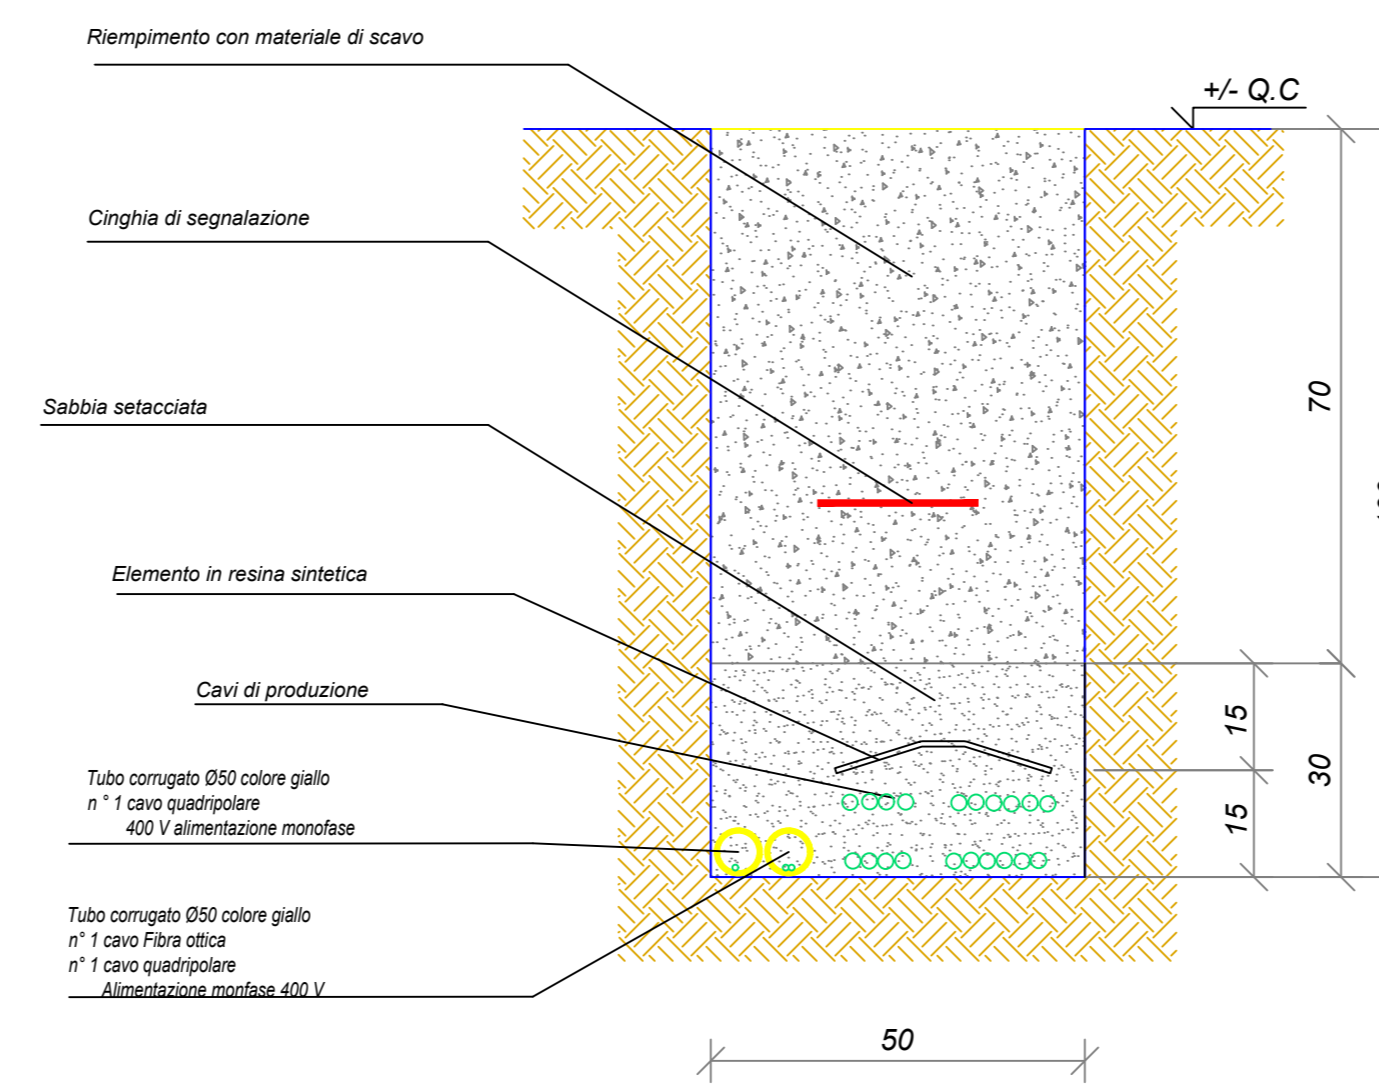 Riempimento con materiale di scavo
+/- Q.C
Cinghia di segnalazione
Sabbia setacciata
70
Elemento in resina sintetica
Cavi di produzione
15
30
15
Tubo corrugato Ø50 colore giallo
n ° 1 cavo quadripolare
400 V alimentazione monofase
Tubo corrugato Ø50 colore giallo
n° 1 cavo Fibra ottica
n° 1 cavo quadripolare
Alimentazione monfase 400 V
50